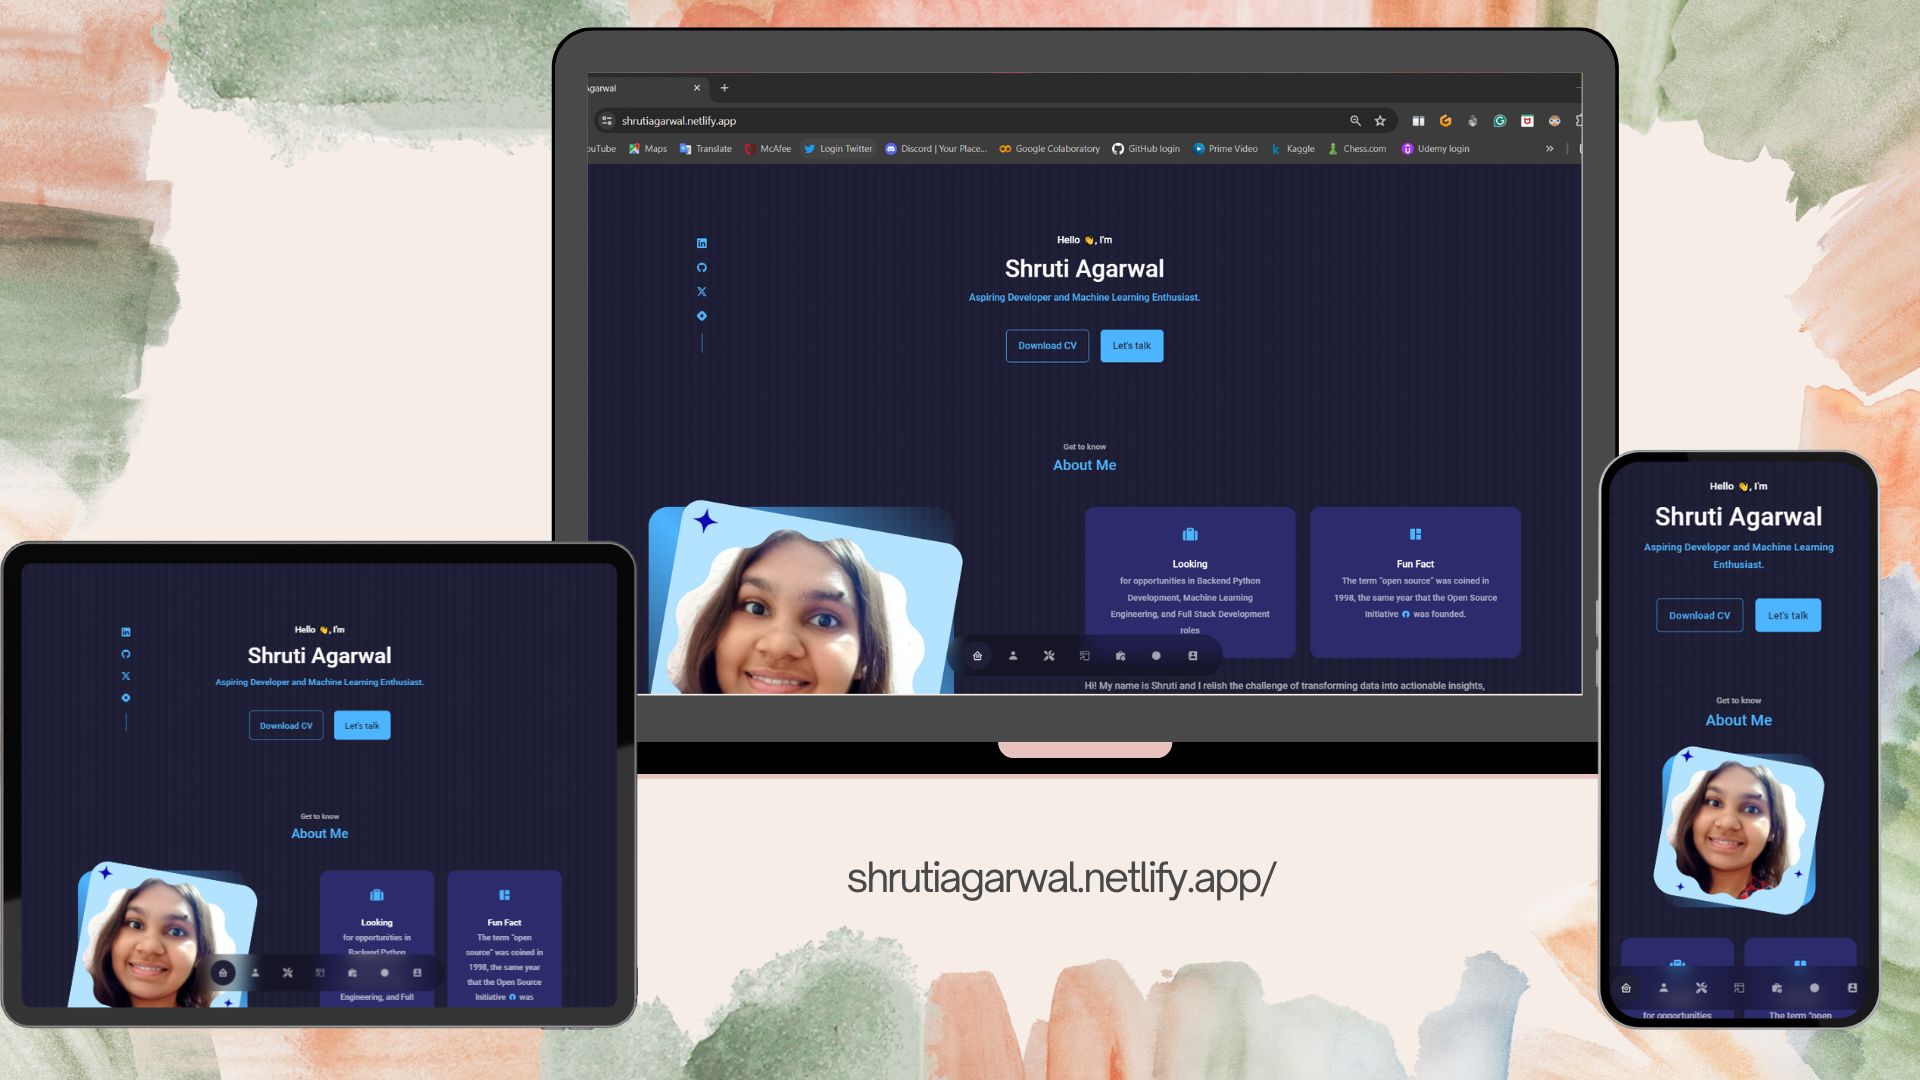 Agarwal
shrutiagarwal.netlify.app
ouTube Maps Translate McAfee Login Twitter Discord | Your Place... Google Colaboratory GitHub login Prime Video Kaggle Chess.com Udemy login »
Hello 👋, I'm
Shruti Agarwal
Aspiring Developer and Machine Learning Enthusiast.
Download CV Let's talk
Get to know
About Me
Looking
for opportunities in Backend Python
Development, Machine Learning
Engineering, and Full Stack Development
roles
Fun Fact
The term “open source” was coined in
1998, the same year that the Open Source
Initiative was founded.
Hi! My name is Shruti and I relish the challenge of transforming data into actionable insights,
Hello 👋, I'm
Shruti Agarwal
Aspiring Developer and Machine Learning Enthusiast.
Download CV Let's talk
Get to know
About Me
Looking
for opportunities in
Backend Python
Engineering, and Full
Fun Fact
The term “open
source” was coined in
1998, the same year
that the Open Source
Initiative was
Hello 👋, I'm
Shruti Agarwal
Aspiring Developer and Machine Learning
Enthusiast.
Download CV Let's talk
Get to know
About Me
for opportunities The term “open
shrutiagarwal.netlify.app/